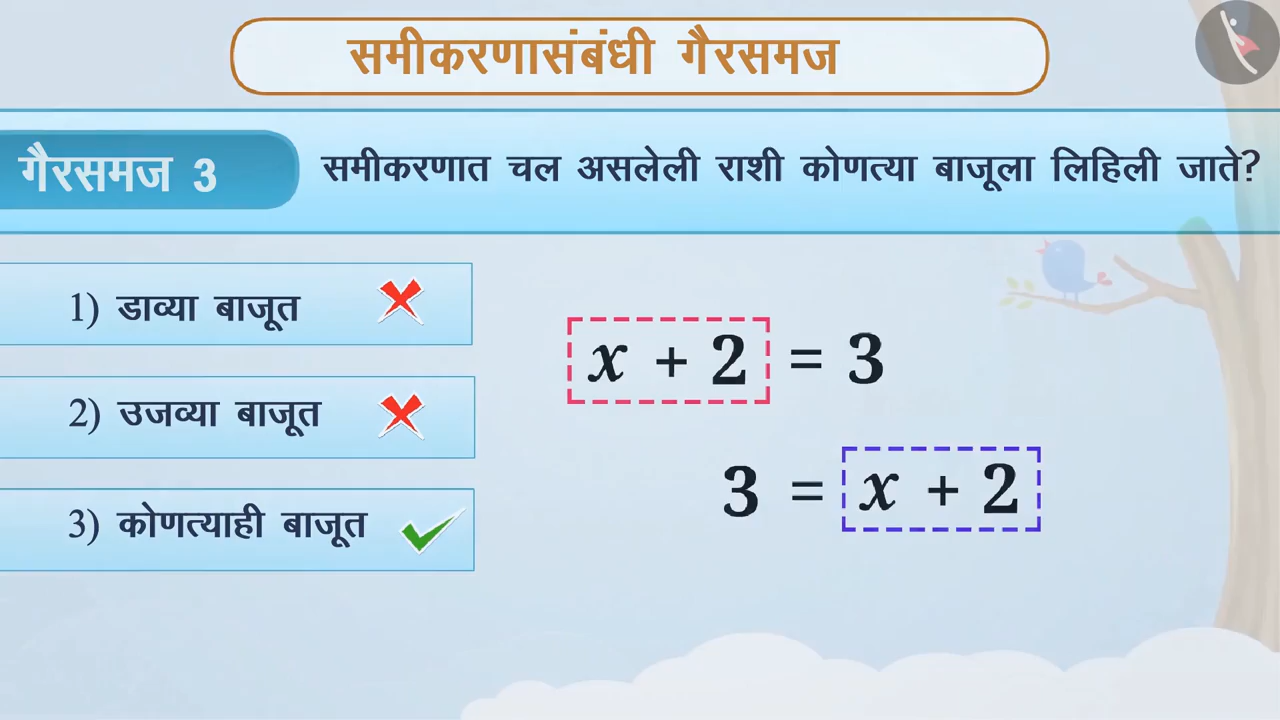 समीकरणासंबंधी गैरसमज
गैरसमज 3
समीकरणात चल असलेली राशी कोणत्या बाजूला लिहिली जाते?
1) डाव्या बाजूत
2) उजव्या बाजूत
3) कोणत्याही बाजूत
x + 2 = 3
3 = x + 2